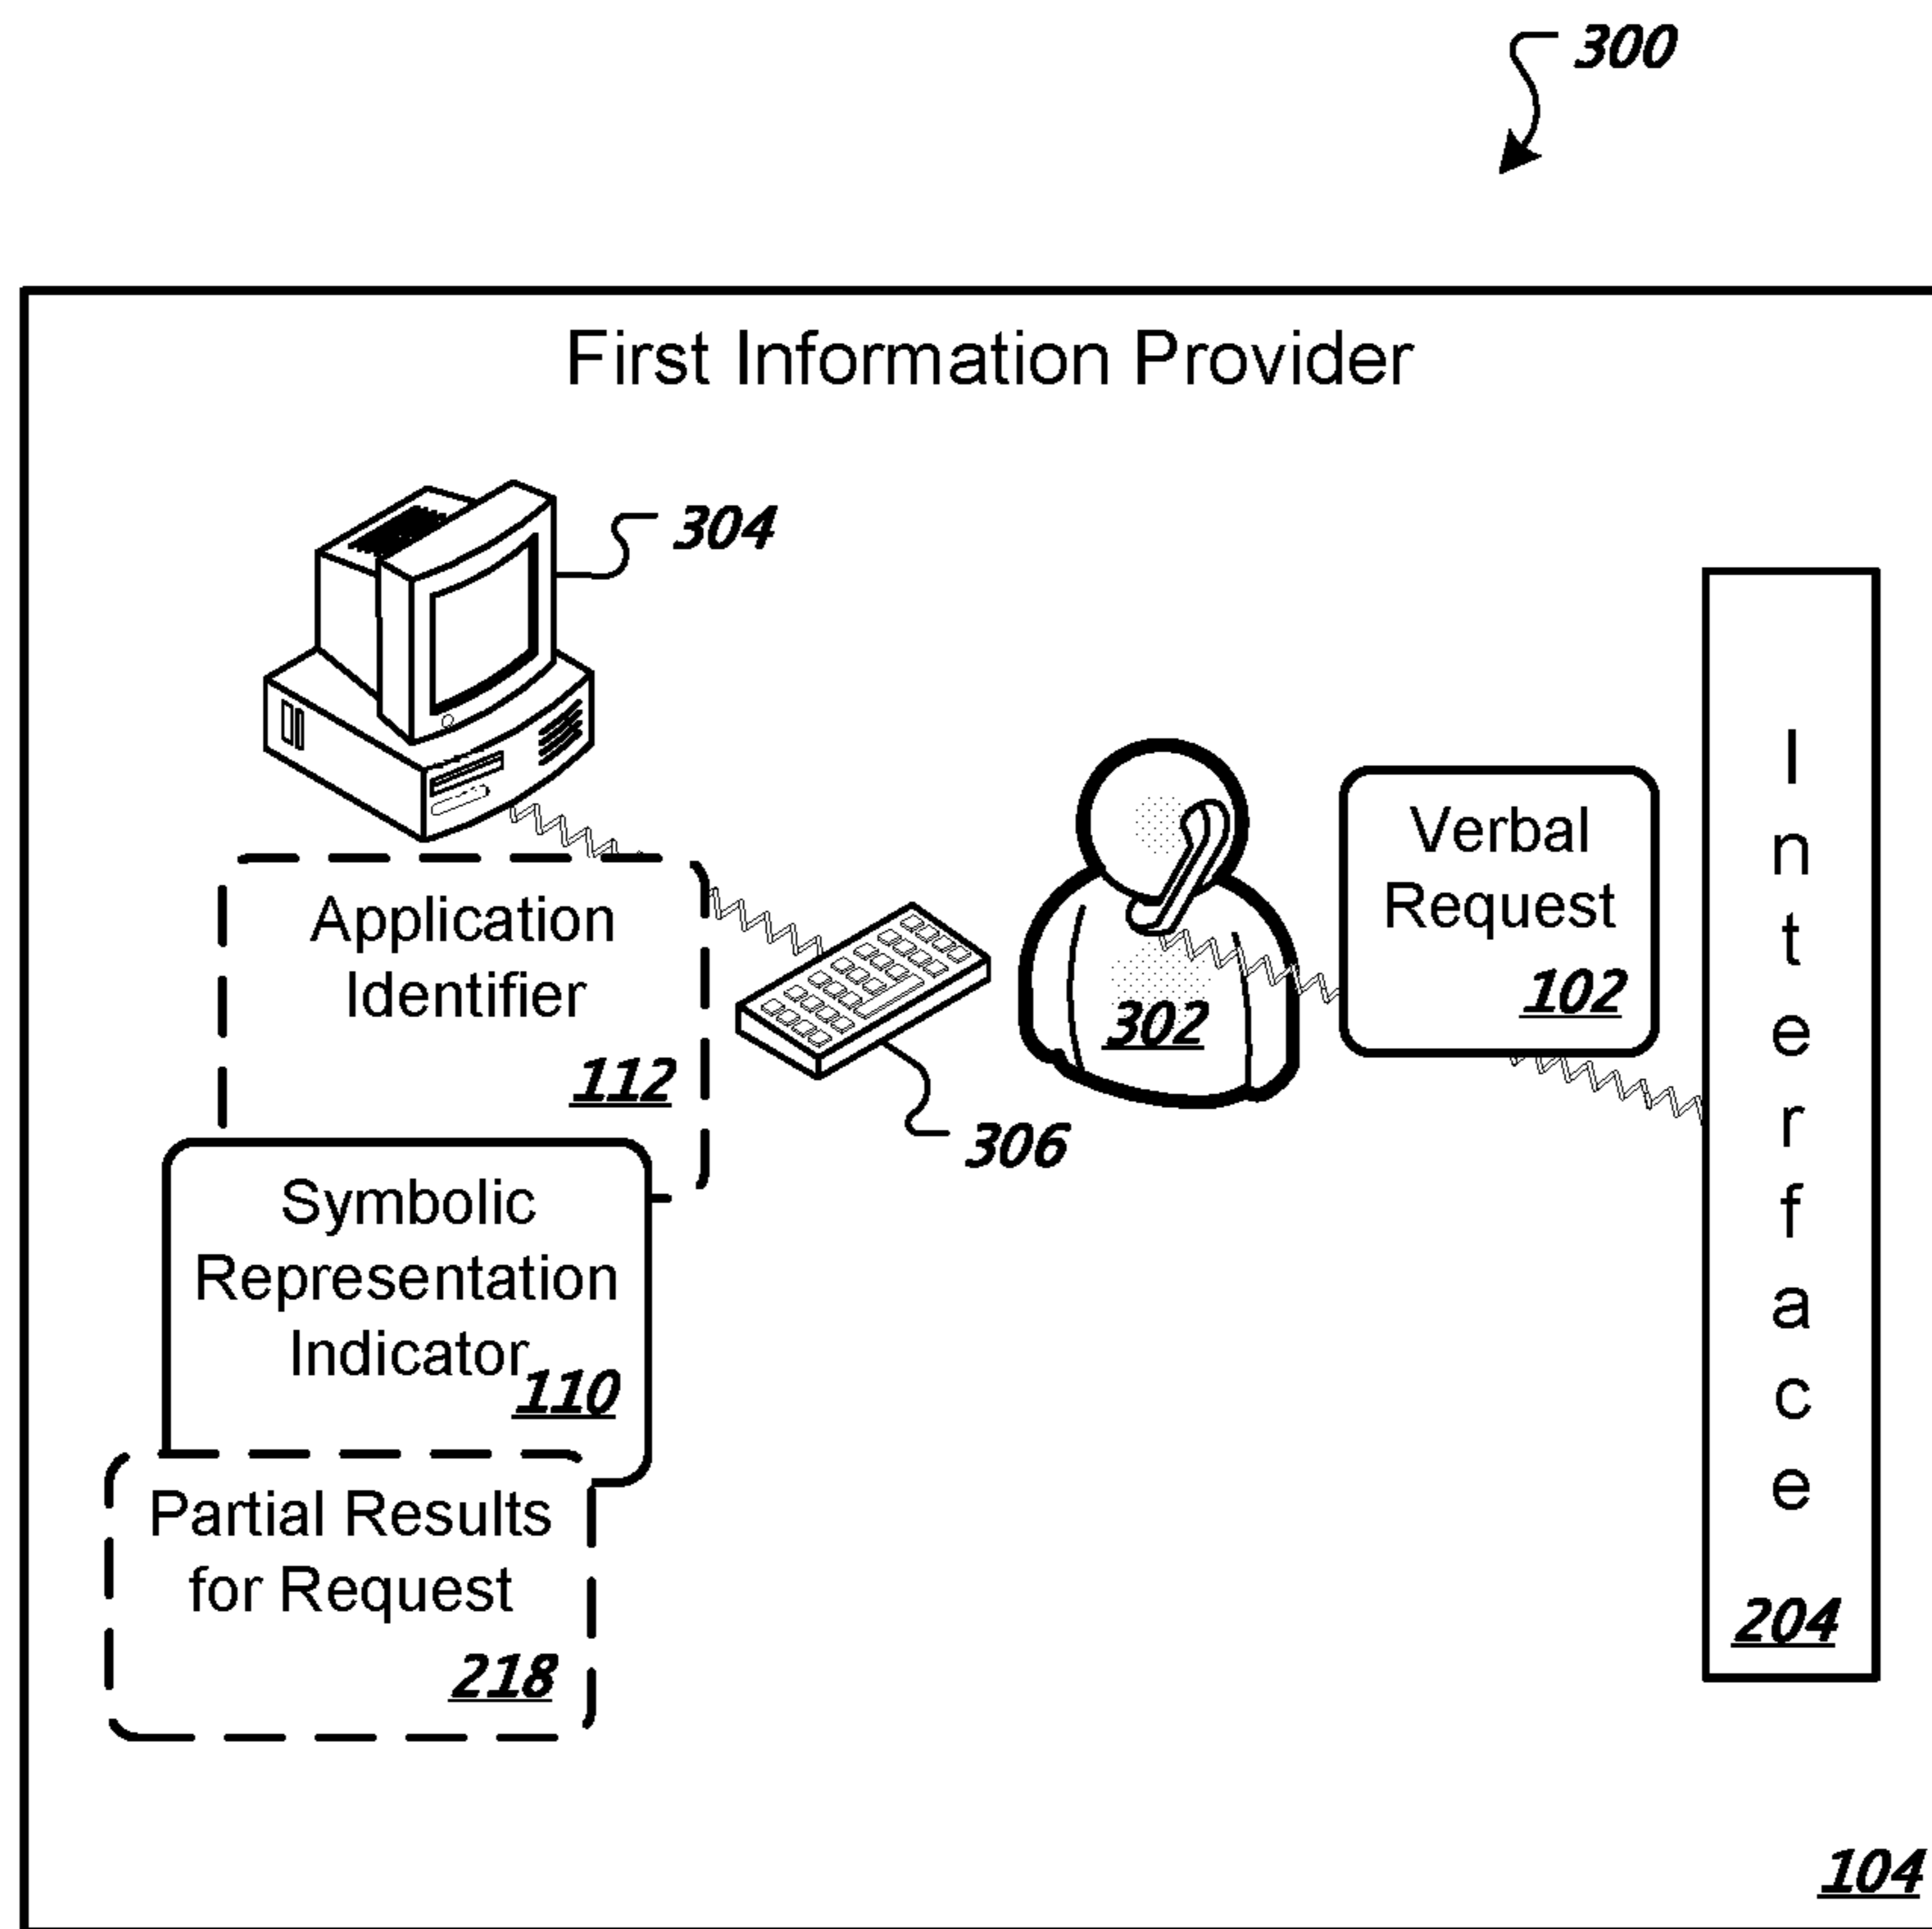 300
First Information Provider
304
Application
Identifier
112
Symbolic
Representation
Indicator
110
Partial Results
for Request
218
306
302
Verbal
Request
102
Interface
204
104